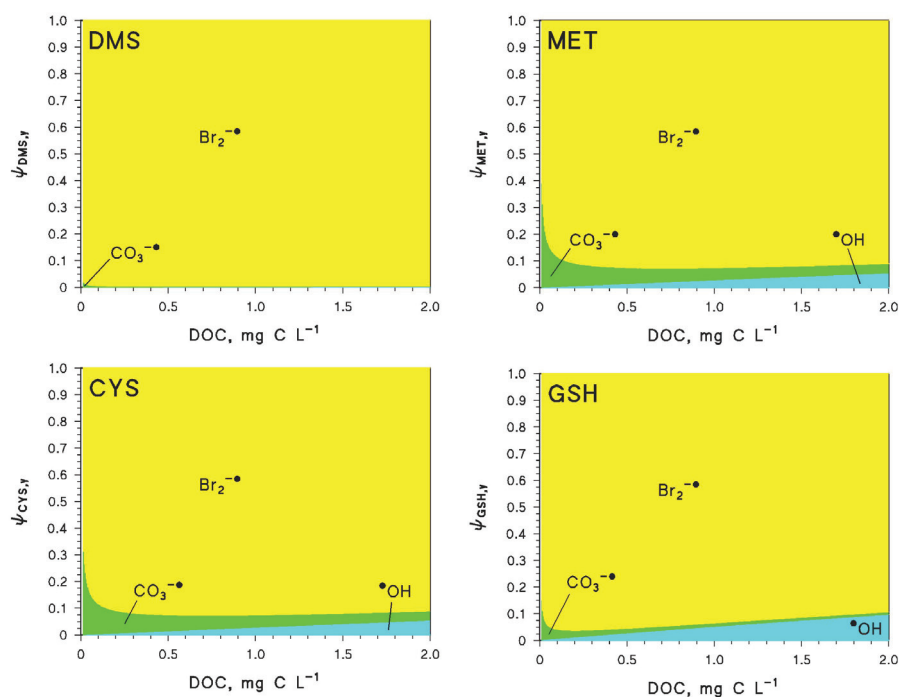 DMS
1.0
0.9
0.8
0.7
0.6
0.5
0.4
0.3
0.2
0.1
0
ψDMS,y
Br₂⁻•
CO₃⁻•
0 0.5 1.0 1.5 2.0
DOC, mg C L⁻¹
MET
1.0
0.9
0.8
0.7
0.6
0.5
0.4
0.3
0.2
0.1
0
ψMET,y
Br₂⁻•
CO₃⁻•
•OH
0 0.5 1.0 1.5 2.0
DOC, mg C L⁻¹
CYS
1.0
0.9
0.8
0.7
0.6
0.5
0.4
0.3
0.2
0.1
0
ψCYS,y
Br₂⁻•
CO₃⁻•
•OH
0 0.5 1.0 1.5 2.0
DOC, mg C L⁻¹
GSH
1.0
0.9
0.8
0.7
0.6
0.5
0.4
0.3
0.2
0.1
0
ψGSH,y
Br₂⁻•
CO₃⁻•
•OH
0 0.5 1.0 1.5 2.0
DOC, mg C L⁻¹